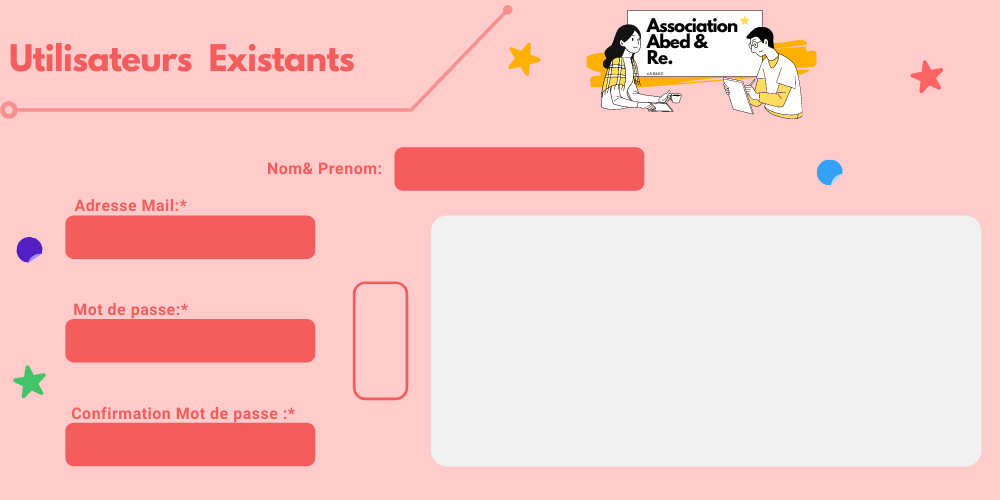 Utilisateurs Existants
Association
Abed &
Re.
Nom& Prenom:
Adresse Mail:*
Mot de passe:*
Confirmation Mot de passe :*